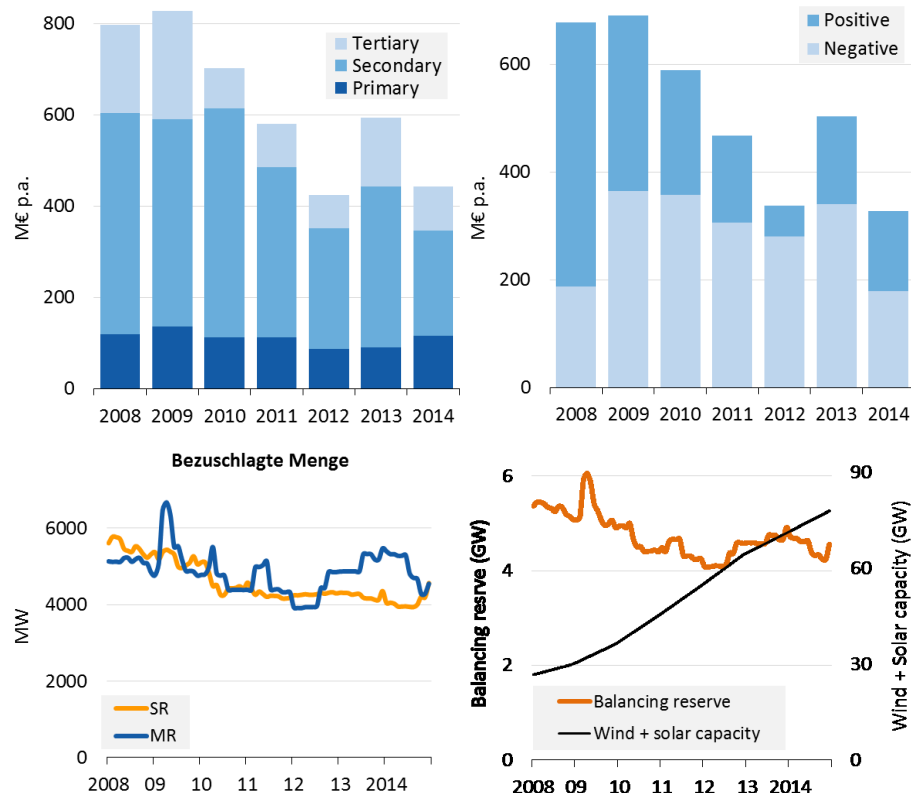 800
600
400
200
0
M€ p.a.
Tertiary
Secondary
Primary
2008 2009 2010 2011 2012 2013 2014
600
400
200
0
M€ p.a.
Positive
Negative
2008 2009 2010 2011 2012 2013 2014
Bezuschlagte Menge
6000
4000
2000
0
MW
SR
MR
2008 09 10 11 12 13 2014
6
4
2
0
Balancing resrve (GW)
90
60
30
0
Wind + Solar capacity (GW)
Balancing reserve
Wind + solar capacity
2008 09 10 11 12 13 2014